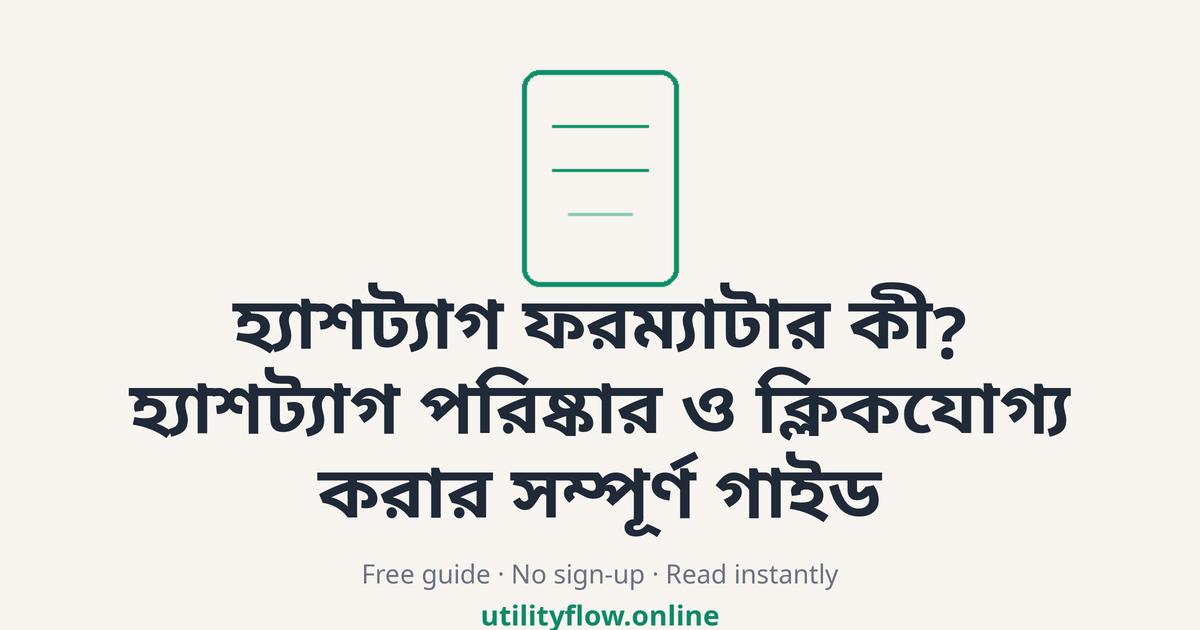 হ্যাশট্যাগ ফরম্যাটার কী?
হ্যাশট্যাগ পরিষ্কার ও ক্লিকযোগ্য
করার সম্পূর্ণ গাইড
Free guide · No sign-up · Read instantly
utilityflow.online